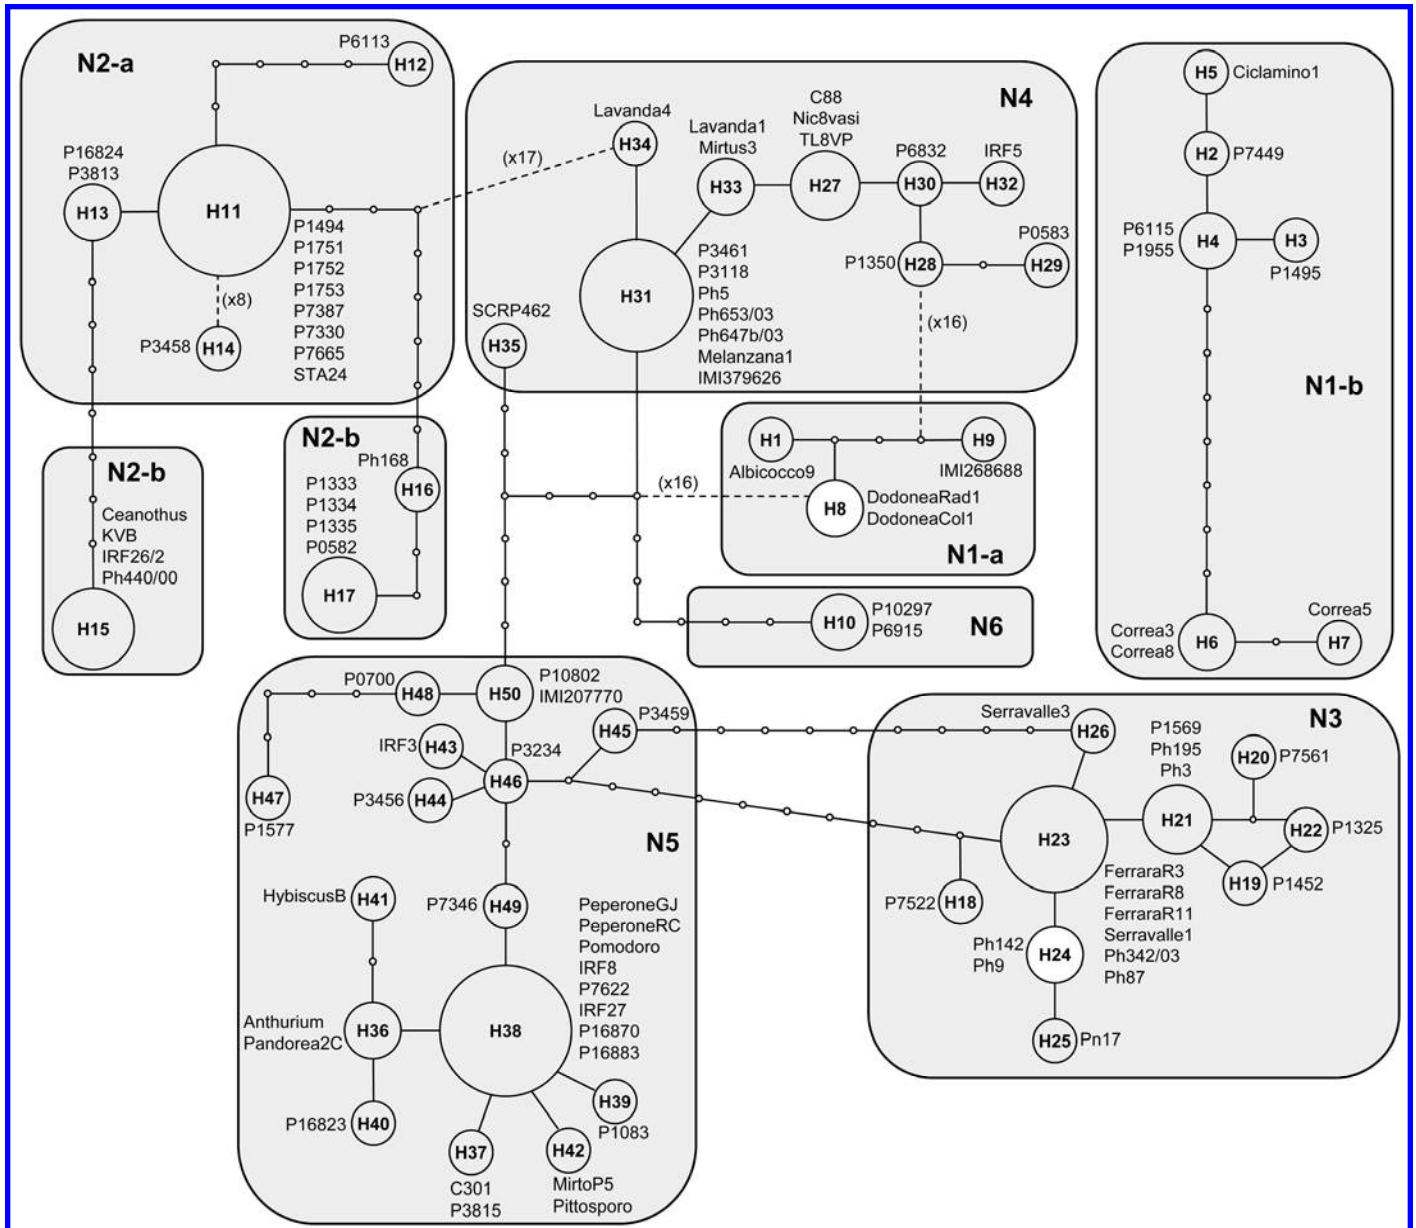 N2-a
P6113
H12
P16824
P3813
H13
H11
P1494
P1751
P1752
P1753
P7387
P7330
P7665
STA24
(x8)
P3458
H14
(x17)
N4
Lavanda4
H34
Lavanda1
Mirtus3
H33
C88
Nic8vasi
TL8VP
H27
P6832
H30
IRF5
H32
P1350
H28
P0583
H29
H31
P3461
P3118
Ph5
Ph653/03
Ph647b/03
Melanzana1
IMI379626
SCRP462
H35
(x16)
(x16)
N1-b
H5
Ciclamino1
H2
P7449
P6115
P1955
H4
H3
P1495
Correa3
Correa8
H6
Correa5
H7
N2-b
Ceanothus
KVB
IRF26/2
Ph440/00
H15
N2-b
Ph168
H16
P1333
P1334
P1335
P0582
H17
H1
Albicocco9
H9
IMI268688
H8
DodoneaRad1
DodoneaCol1
N1-a
H10
P10297
P6915
N6
P0700
H48
H50
P10802
IMI207770
H45
P3459
IRF3
H43
P3234
H46
P3456
H44
H47
P1577
N5
HybiscusB
H41
P7346
H49
PeperoneGJ
PeperoneRC
Pomodoro
IRF8
P7622
IRF27
P16870
P16883
Anthurium
Pandorea2C
H36
H38
P16823
H40
H39
P1083
H37
C301
P3815
H42
MirtoP5
Pittosporo
N3
Serravalle3
H26
P1569
Ph195
Ph3
H21
H20
P7561
H22
P1325
H19
P1452
H23
FerraraR3
FerraraR8
FerraraR11
Serravalle1
Ph342/03
Ph87
P7522
H18
Ph142
Ph9
H24
H25
Pn17